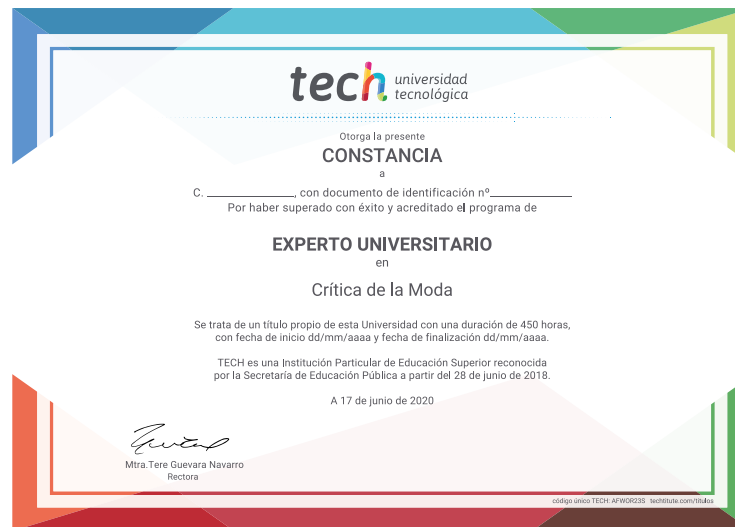 tech universidad
tecnológica
Otorga la presente
CONSTANCIA
a
C. ________________, con documento de identificación nº________________
Por haber superado con éxito y acreditado el programa de
EXPERTO UNIVERSITARIO
en
Crítica de la Moda
Se trata de un título propio de esta Universidad con una duración de 450 horas,
con fecha de inicio dd/mm/aaaa y fecha de finalización dd/mm/aaaa.
TECH es una Institución Particular de Educación Superior reconocida
por la Secretaría de Educación Pública a partir del 28 de junio de 2018.
A 17 de junio de 2020
Mtra.Tere Guevara Navarro
Rectora
código único TECH: AFWOR23S techtitute.com/títulos